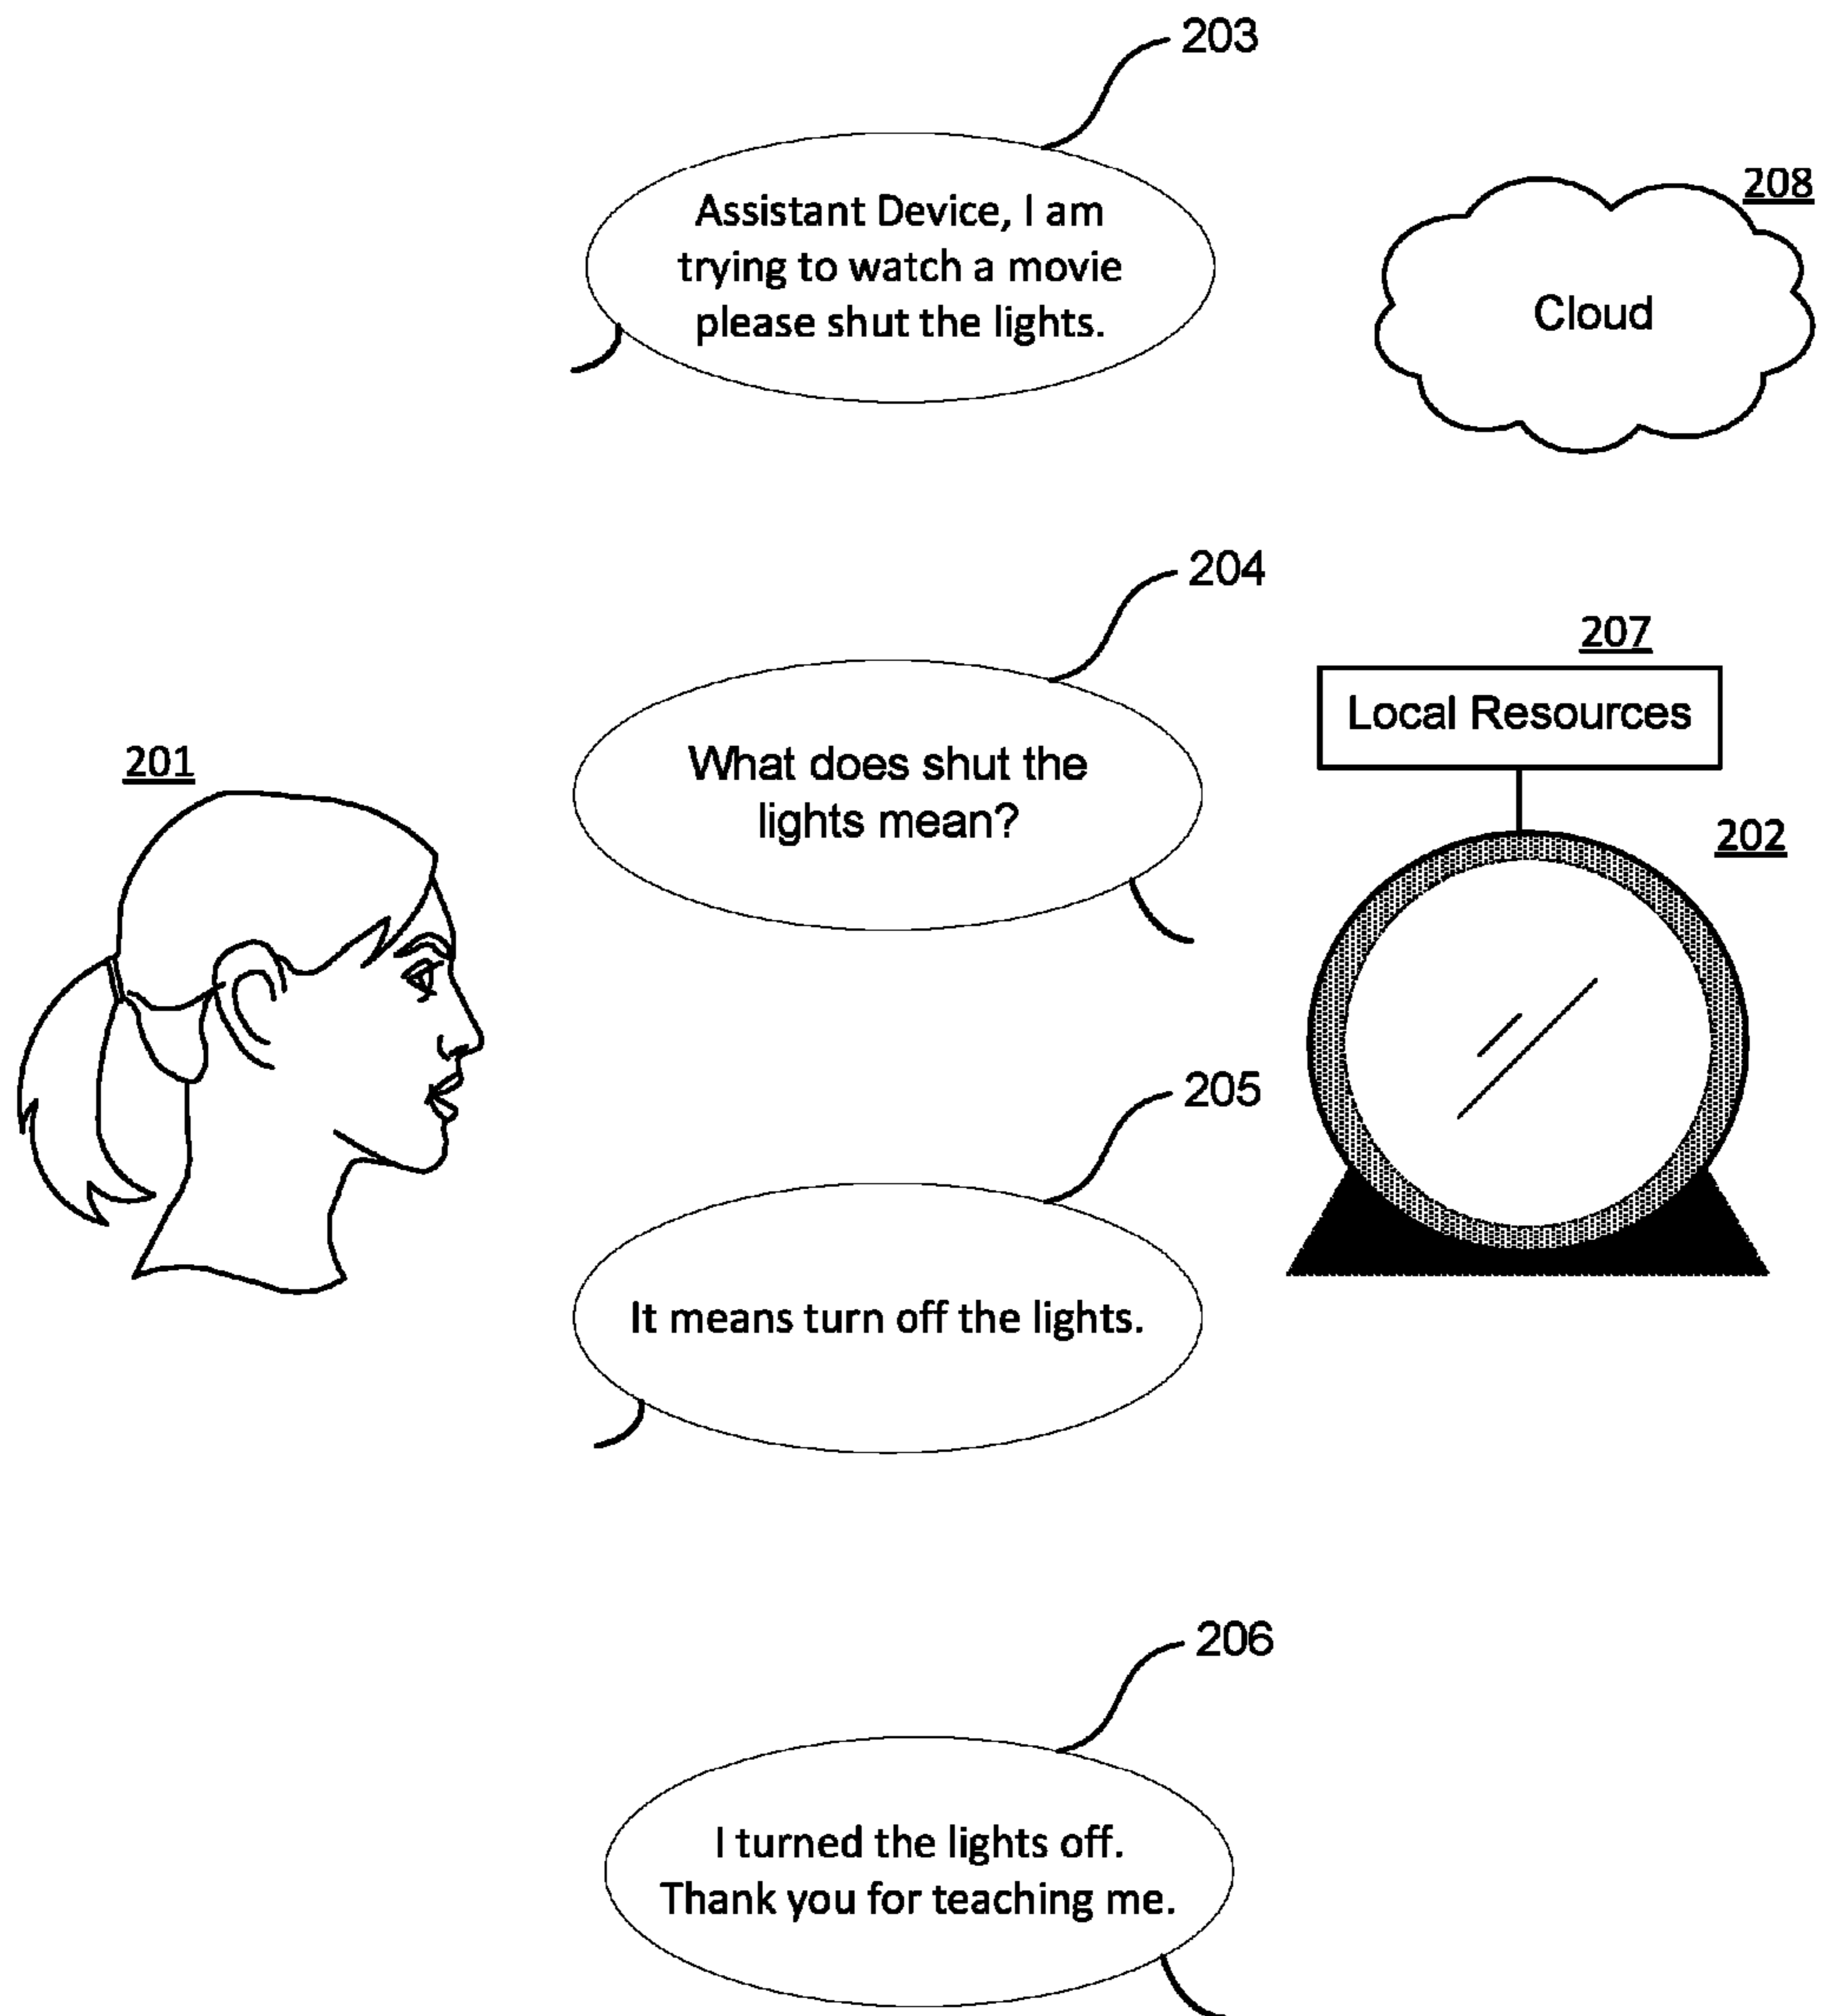 203
Assistant Device, I am
trying to watch a movie
please shut the lights.
208
Cloud
204
What does shut the
lights mean?
207
Local Resources
201
202
205
It means turn off the lights.
206
I turned the lights off.
Thank you for teaching me.